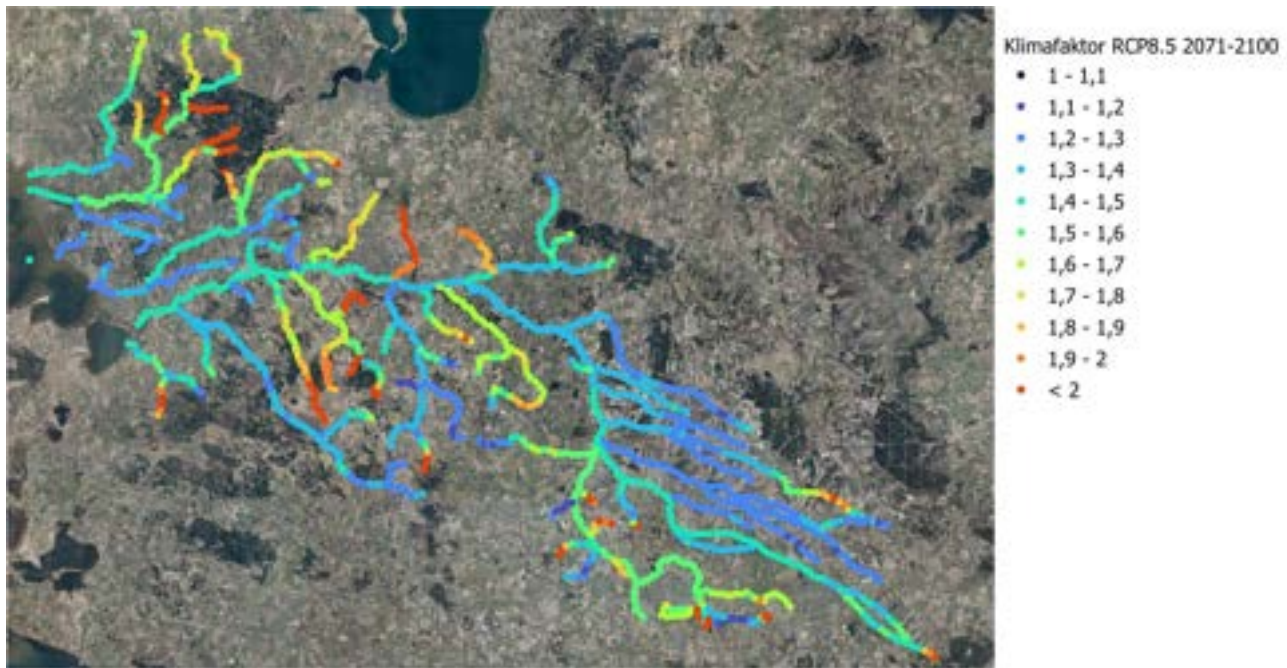 Klimafaktor RCP8.5 2071-2100
1 - 1,1
1,1 - 1,2
1,2 - 1,3
1,3 - 1,4
1,4 - 1,5
1,5 - 1,6
1,6 - 1,7
1,7 - 1,8
1,8 - 1,9
1,9 - 2
< 2